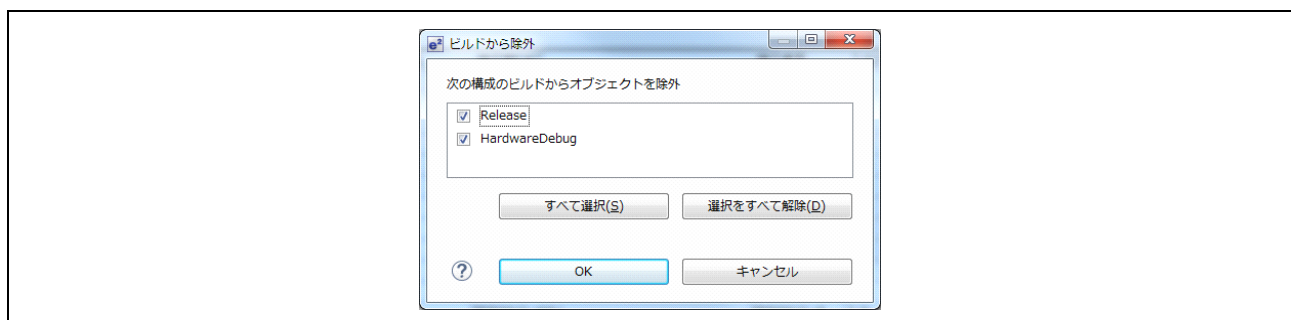 e² ビルドから除外
次の構成のビルドからオブジェクトを除外
Release
HardwareDebug
すべて選択(S) 選択をすべて解除(D)
? OK キャンセル